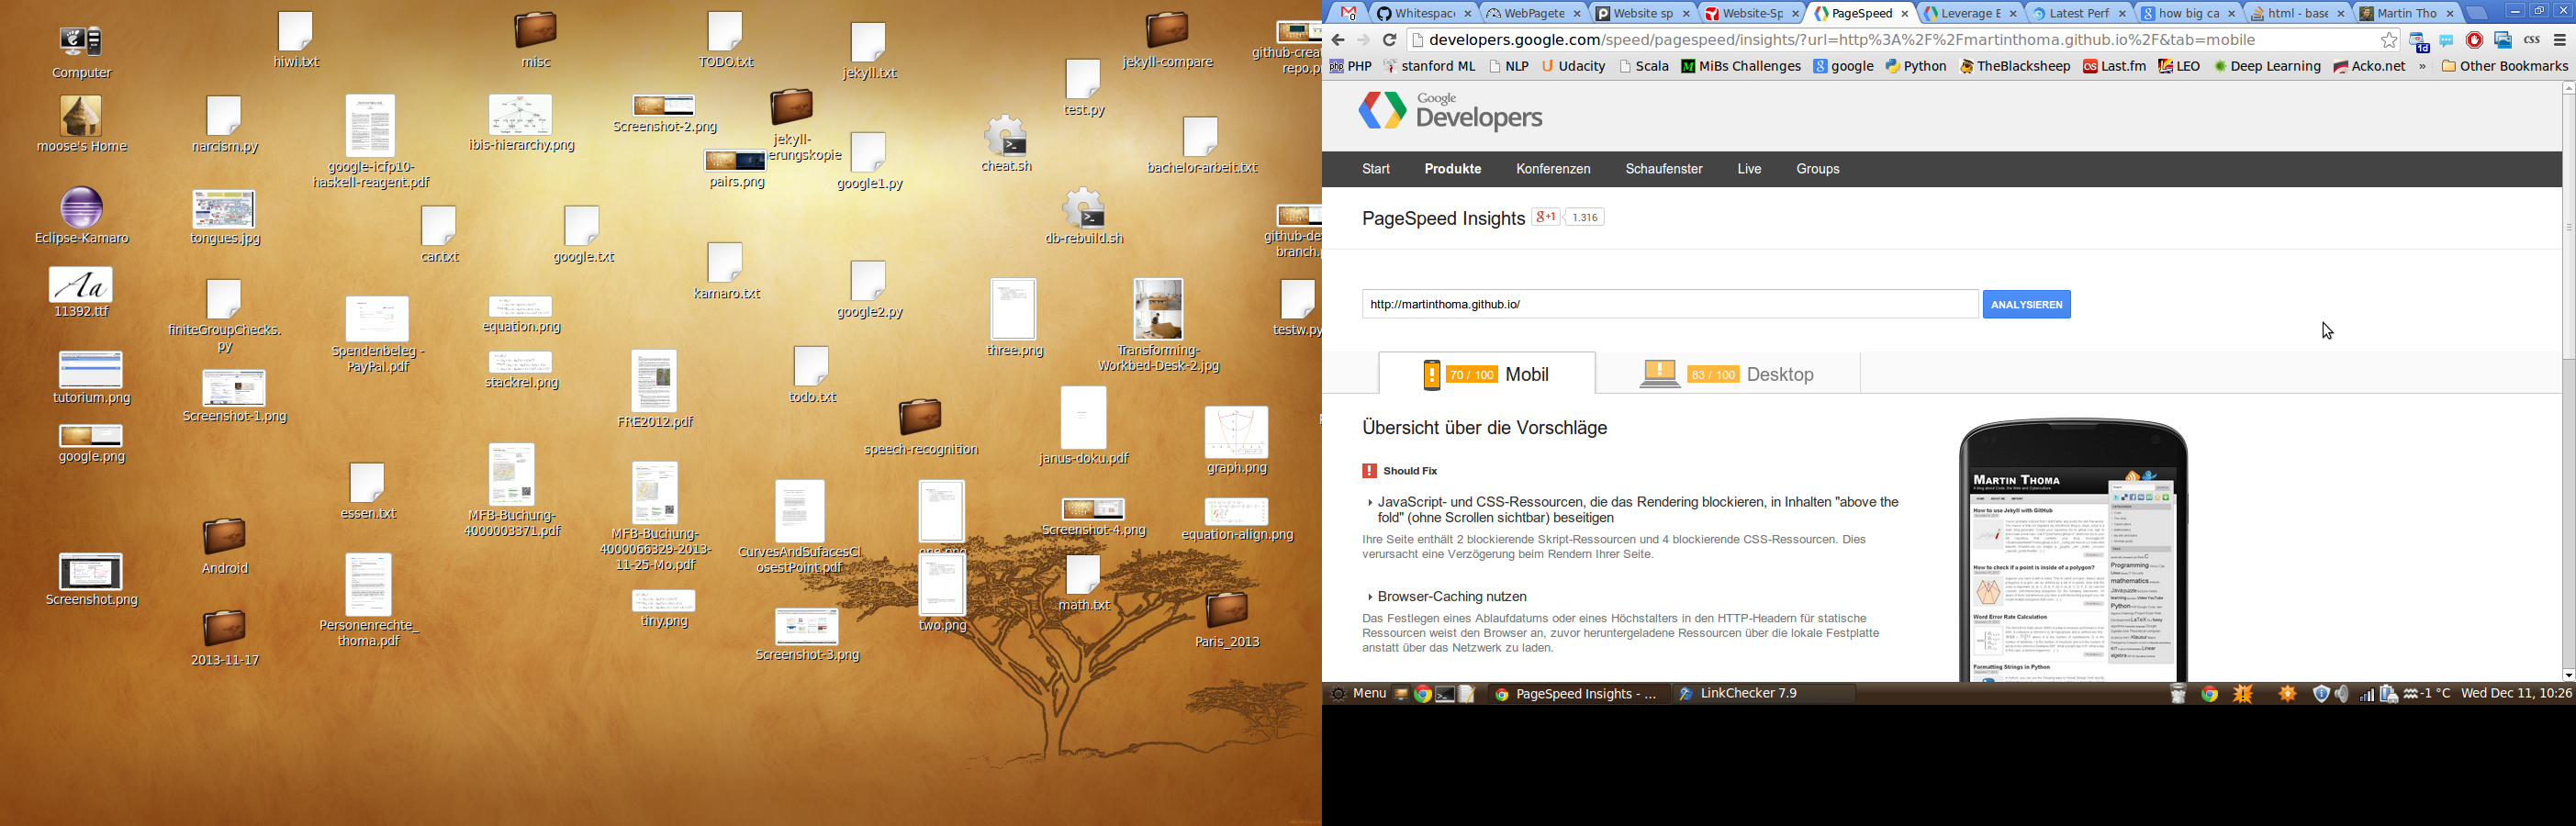 Computer
hiwi.txt
misc
TODO.txt
jekyll.txt
jekyll-compare
github-creat
repo.p
test.py
moose's Home
narcism.py
google-icfp10-
haskell-reagent.pdf
ibis-hierarchy.png
Screenshot-2.png
jekyll-
erungskopie
pairs.png
google1.py
cheat.sh
bachelor-arbeit.txt
Eclipse-Kamaro
tongues.jpg
car.txt
google.txt
db-rebuild.sh
github-de
branch.
kamaro.txt
11392.ttf
finiteGroupChecks.
py
Spendenbeleg -
PayPal.pdf
equation.png
google2.py
three.png
Transforming-
Workbed-Desk-2.jpg
testw.py
tutorium.png
Screenshot-1.png
stackrel.png
FRE2012.pdf
todo.txt
google.png
speech-recognition
janus-doku.pdf
graph.png
essen.txt
MFB-Buchung-
4000003371.pdf
MFB-Buchung-
4000066329-2013-
11-25-Mo.pdf
CurvesAndSufacesCl
osestPoint.pdf
Screenshot-4.png
equation-align.png
Android
Screenshot.png
Personenrechte_
thoma.pdf
tiny.png
two.png
math.txt
Paris_2013
2013-11-17
Screenshot-3.png
Whitespac
WebPagete
Website sp
Website-Sp
PageSpeed
Leverage B
Latest Perf
how big ca
html - base
Martin Tho
developers.google.com/speed/pagespeed/insights/?url=http%3A%2F%2Fmartinthoma.github.io%2F&tab=mobile
1d
CSS
PHP stanford ML NLP Udacity Scala MiBs Challenges google Python TheBlacksheep Last.fm LEO Deep Learning Acko.net » Other Bookmarks
Google
Developers
Start Produkte Konferenzen Schaufenster Live Groups
PageSpeed Insights g+1 1.316
http://martinthoma.github.io/ ANALYSIEREN
70 / 100 Mobil 83 / 100 Desktop
Übersicht über die Vorschläge
Should Fix
JavaScript- und CSS-Ressourcen, die das Rendering blockieren, in Inhalten "above the
fold" (ohne Scrollen sichtbar) beseitigen
Ihre Seite enthält 2 blockierende Skript-Ressourcen und 4 blockierende CSS-Ressourcen. Dies
verursacht eine Verzögerung beim Rendern Ihrer Seite.
Browser-Caching nutzen
Das Festlegen eines Ablaufdatums oder eines Höchstalters in den HTTP-Headern für statische
Ressourcen weist den Browser an, zuvor heruntergeladene Ressourcen über die lokale Festplatte
anstatt über das Netzwerk zu laden.
MARTIN THOMA
How to use Jekyll with GitHub
How to check if a point is inside of a polygon?
Word Error Rate Calculation
Formatting Strings in Python
Programming
mathematics
Python
Menu PageSpeed Insights - ... LinkChecker 7.9 -1 °C Wed Dec 11, 10:26